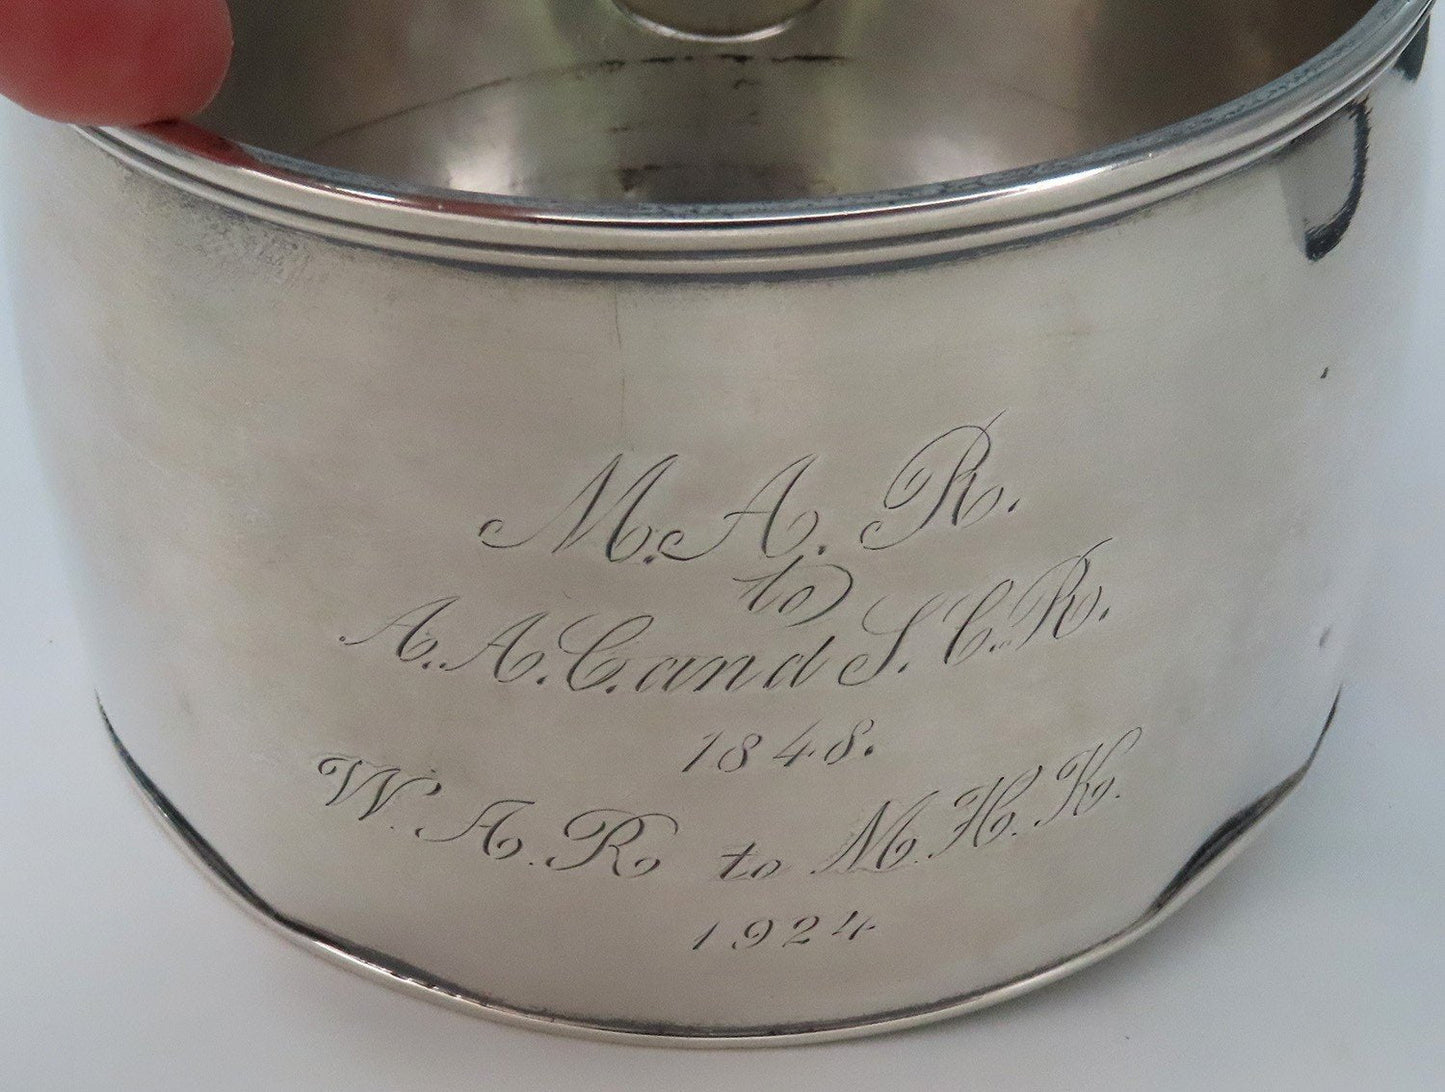 M. A. R.
to
A. A. C. and S. C. R.
1848.
W. A. R to M. H. K.
1924